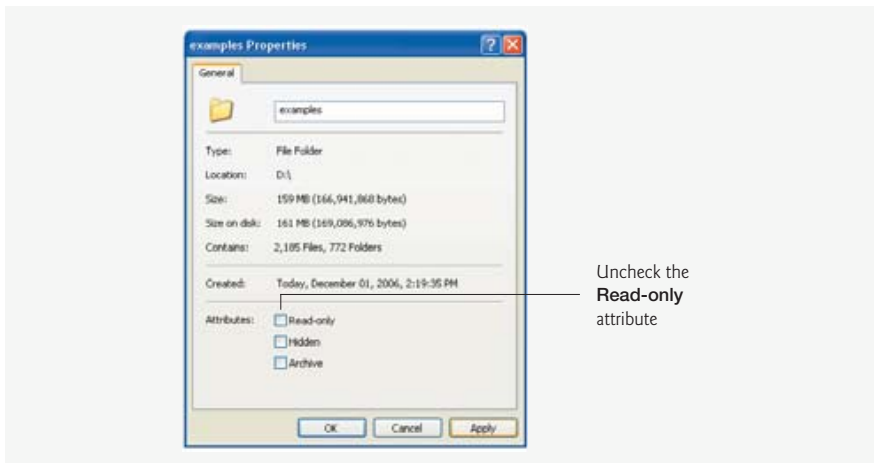 examples Properties
General
examples
Type: File Folder
Location: D:\
Size: 159 MB (166,941,868 bytes)
Size on disk: 161 MB (169,086,976 bytes)
Contains: 2,185 Files, 772 Folders
Created: Today, December 01, 2006, 2:19:35 PM
Attributes: Read-only
Hidden
Archive
OK Cancel Apply
Uncheck the
Read-only
attribute